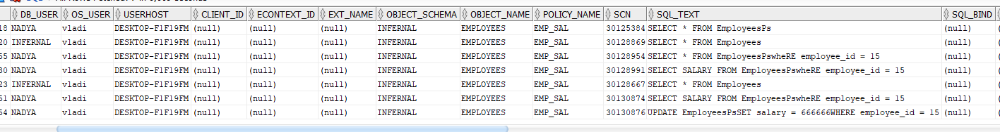 DB_USER OS_USER USERHOST CLIENT_ID ECONTEXT_ID EXT_NAME OBJECT_SCHEMA OBJECT_NAME POLICY_NAME SCN SQL_TEXT SQL_BIND
18 NADYA vladi DESKTOP-F1F19FM (null) (null) (null) INFERNAL EMPLOYEES EMP_SAL 30125384 SELECT * FROM EmployeesPs (null)
20 INFERNAL vladi DESKTOP-F1F19FM (null) (null) (null) INFERNAL EMPLOYEES EMP_SAL 30128869 SELECT * FROM Employees (null)
55 NADYA vladi DESKTOP-F1F19FM (null) (null) (null) INFERNAL EMPLOYEES EMP_SAL 30128954 SELECT * FROM EmployeesPswheRE employee_id = 15 (null)
30 NADYA vladi DESKTOP-F1F19FM (null) (null) (null) INFERNAL EMPLOYEES EMP_SAL 30128991 SELECT SALARY FROM EmployeesPswheRE employee_id = 15 (null)
23 INFERNAL vladi DESKTOP-F1F19FM (null) (null) (null) INFERNAL EMPLOYEES EMP_SAL 30128667 SELECT * FROM Employees (null)
51 NADYA vladi DESKTOP-F1F19FM (null) (null) (null) INFERNAL EMPLOYEES EMP_SAL 30130874 SELECT SALARY FROM EmployeesPswheRE employee_id = 15 (null)
54 NADYA vladi DESKTOP-F1F19FM (null) (null) (null) INFERNAL EMPLOYEES EMP_SAL 30130876 UPDATE EmployeesPsSET salary = 666666WHERE employee_id = 15 (null)